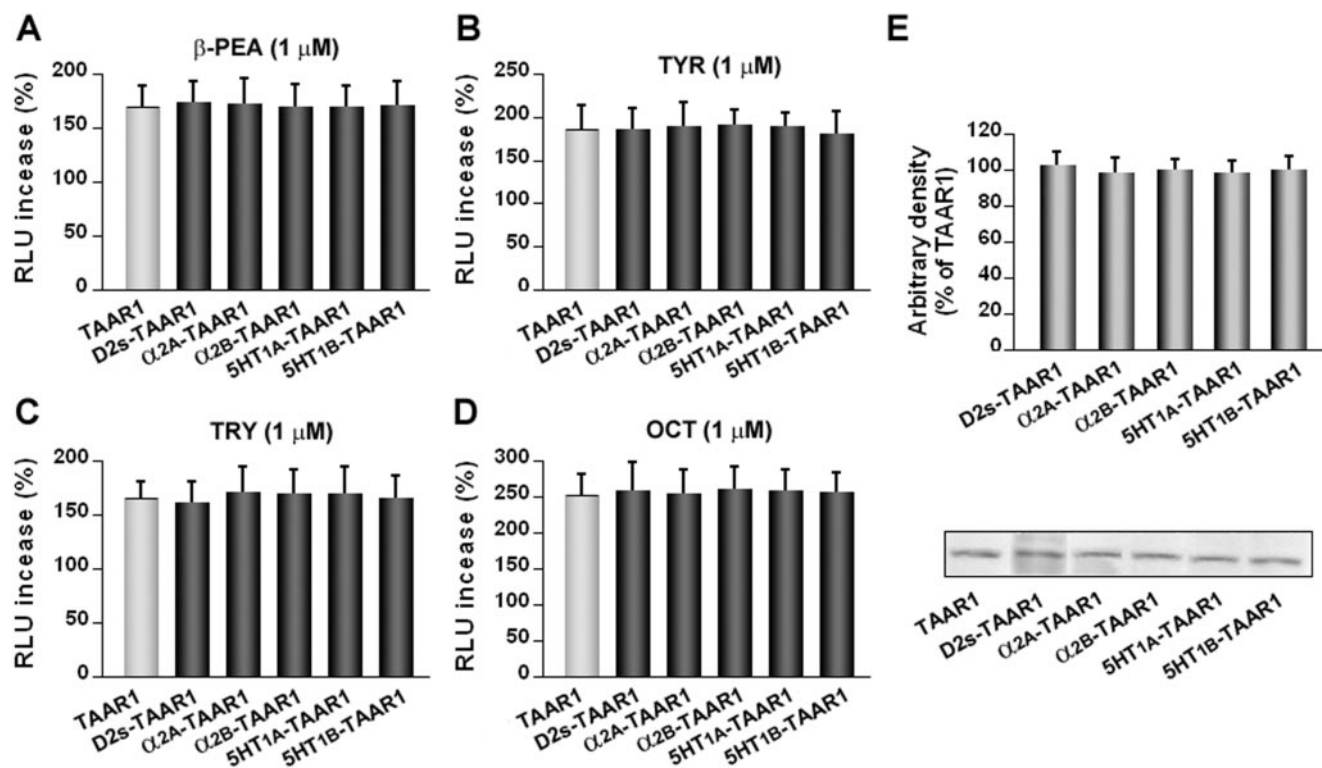 A
β-PEA (1 μM)
RLU incease (%)
200
150
100
50
0
TAAR1
D2s-TAAR1
α2A-TAAR1
α2B-TAAR1
5HT1A-TAAR1
5HT1B-TAAR1
B
TYR (1 μM)
RLU increase (%)
250
200
150
100
50
0
TAAR1
D2s-TAAR1
α2A-TAAR1
α2B-TAAR1
5HT1A-TAAR1
5HT1B-TAAR1
C
TRY (1 μM)
RLU incease (%)
200
150
100
50
0
TAAR1
D2s-TAAR1
α2A-TAAR1
α2B-TAAR1
5HT1A-TAAR1
5HT1B-TAAR1
D
OCT (1 μM)
RLU incease (%)
300
250
200
150
100
50
0
TAAR1
D2s-TAAR1
α2A-TAAR1
α2B-TAAR1
5HT1A-TAAR1
5HT1B-TAAR1
E
Arbitrary density
(% of TAAR1)
120
100
80
60
40
20
0
D2s-TAAR1
α2A-TAAR1
α2B-TAAR1
5HT1A-TAAR1
5HT1B-TAAR1
TAAR1
D2s-TAAR1
α2A-TAAR1
α2B-TAAR1
5HT1A-TAAR1
5HT1B-TAAR1